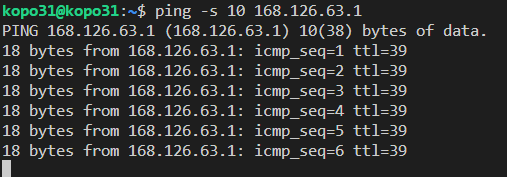 kopo31@kopo31:~$ ping -s 10 168.126.63.1
PING 168.126.63.1 (168.126.63.1) 10(38) bytes of data.
18 bytes from 168.126.63.1: icmp_seq=1 ttl=39
18 bytes from 168.126.63.1: icmp_seq=2 ttl=39
18 bytes from 168.126.63.1: icmp_seq=3 ttl=39
18 bytes from 168.126.63.1: icmp_seq=4 ttl=39
18 bytes from 168.126.63.1: icmp_seq=5 ttl=39
18 bytes from 168.126.63.1: icmp_seq=6 ttl=39